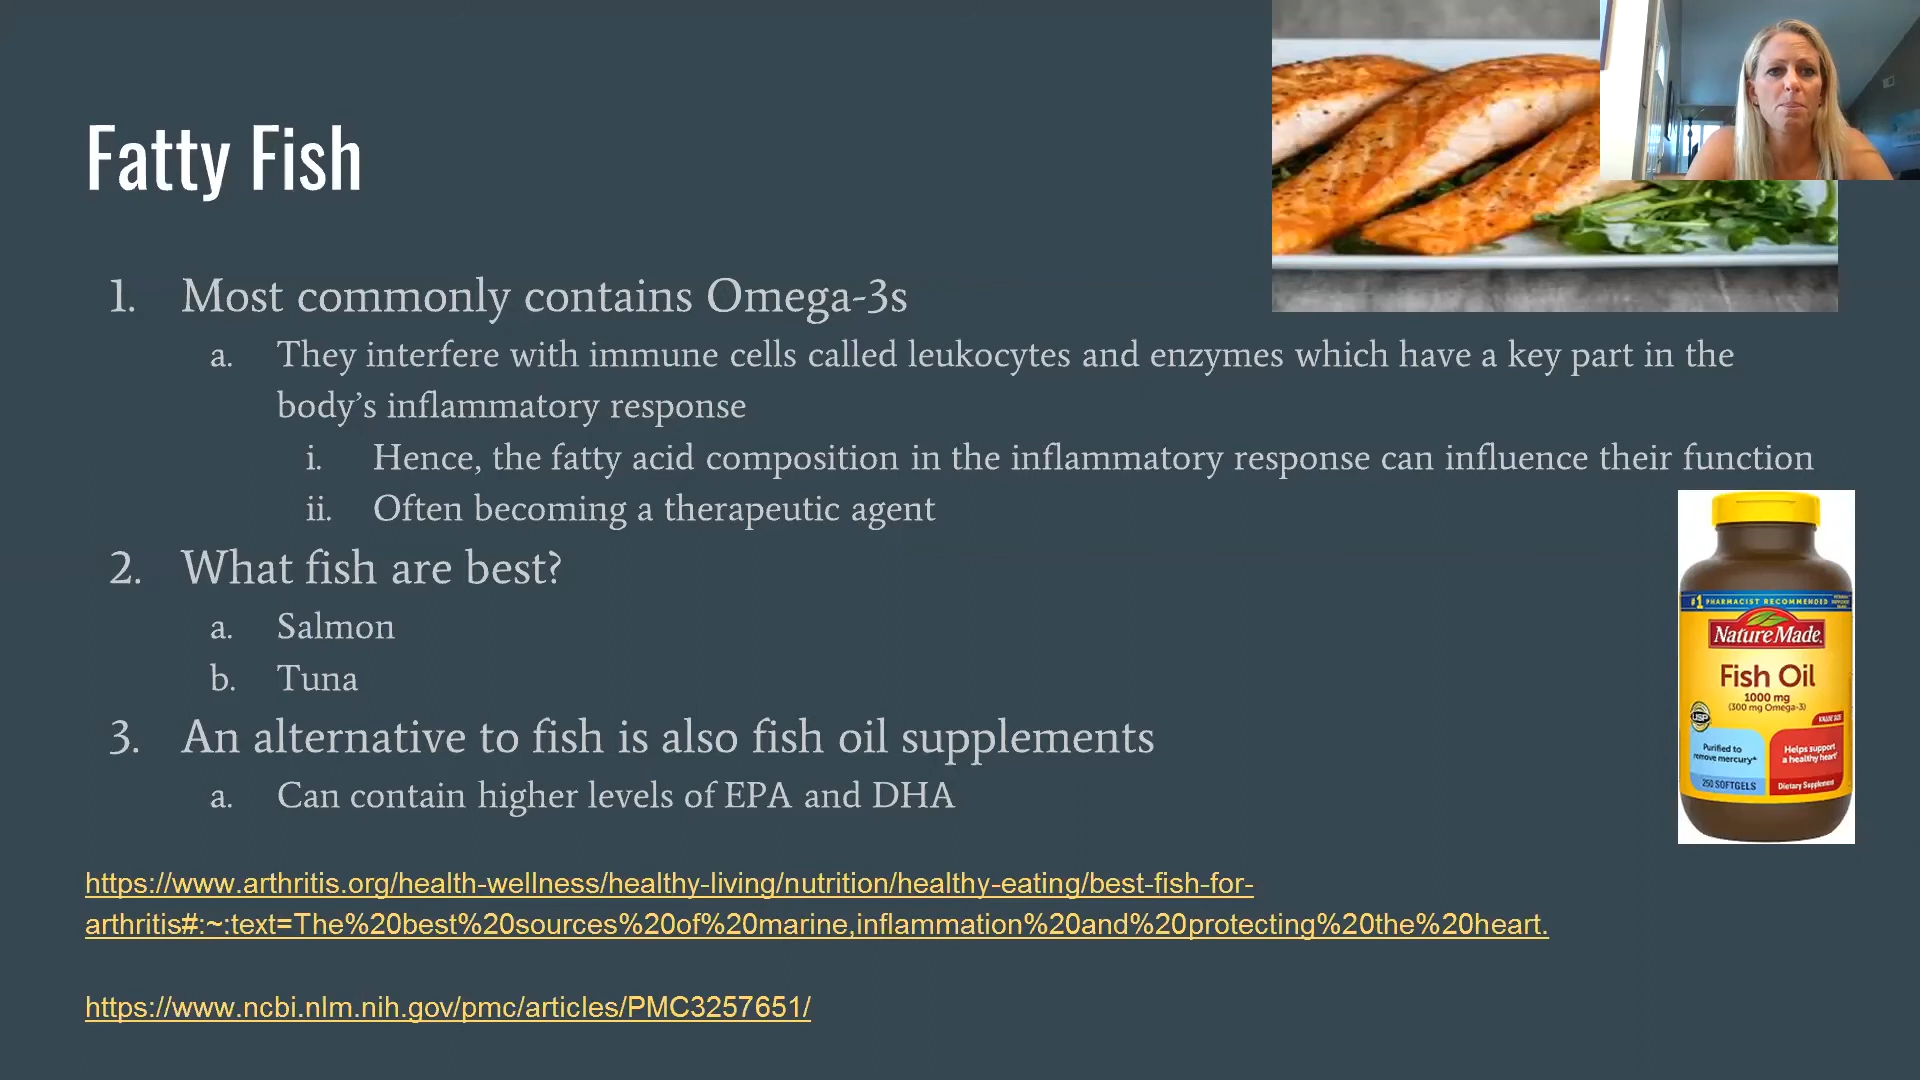 Fatty Fish
1. Most commonly contains Omega-3s
a. They interfere with immune cells called leukocytes and enzymes which have a key part in the
body's inflammatory response
i. Hence, the fatty acid composition in the inflammatory response can influence their function
ii. Often becoming a therapeutic agent
2. What fish are best?
a. Salmon
b. Tuna
3. An alternative to fish is also fish oil supplements
a. Can contain higher levels of EPA and DHA
https://www.arthritis.org/health-wellness/healthy-living/nutrition/healthy-eating/best-fish-for-
arthritis#:~:text=The%20best%20sources%20of%20marine,inflammation%20and%20protecting%20the%20heart.
https://www.ncbi.nlm.nih.gov/pmc/articles/PMC3257651/
#1 PHARMACIST RECOMMENDED
Nature Made
Fish Oil
1000 mg
(300 mg Omega-3)
USP
VALUE SIZE
Purified to
remove mercury*
Helps support
a healthy heart†
250 SOFTGELS
Dietary Supplement